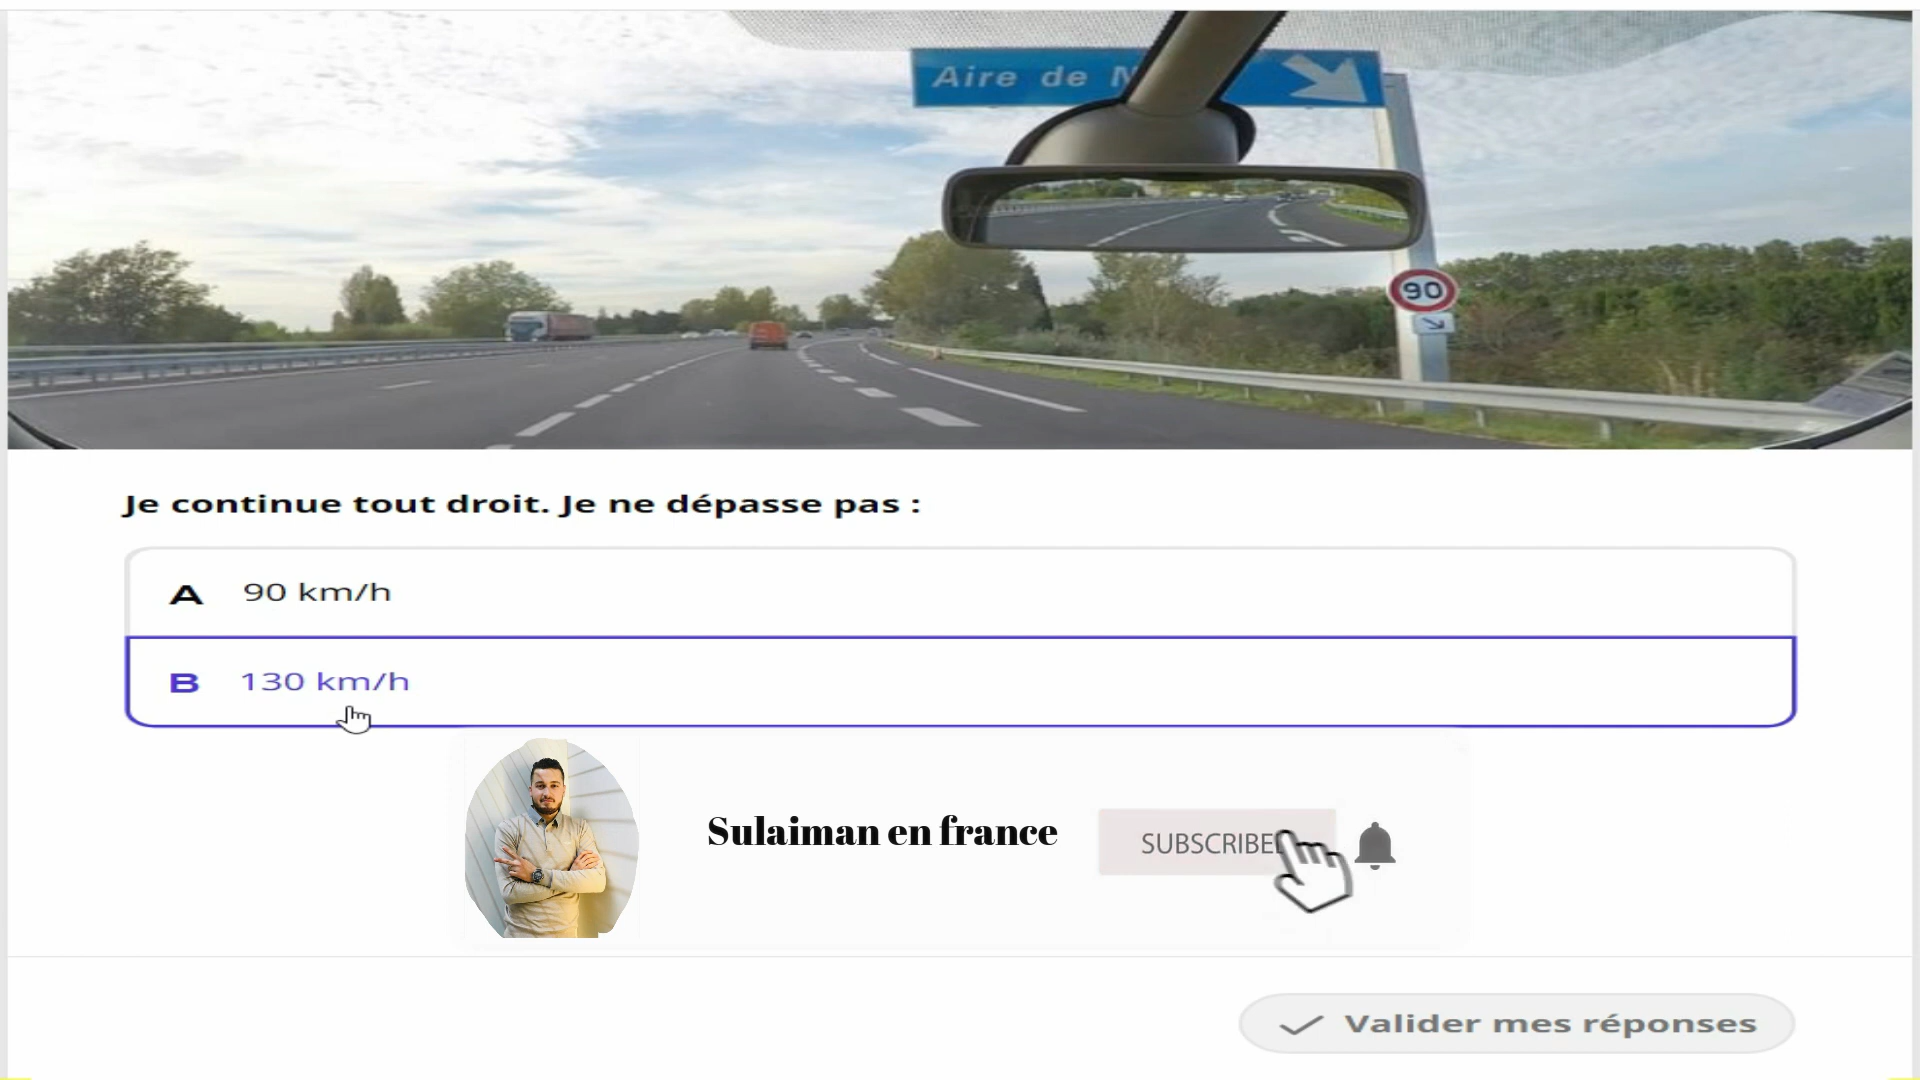 Aire de
90
Je continue tout droit. Je ne dépasse pas :
A 90 km/h
B 130 km/h
Sulaiman en france
SUBSCRIBE
Valider mes réponses